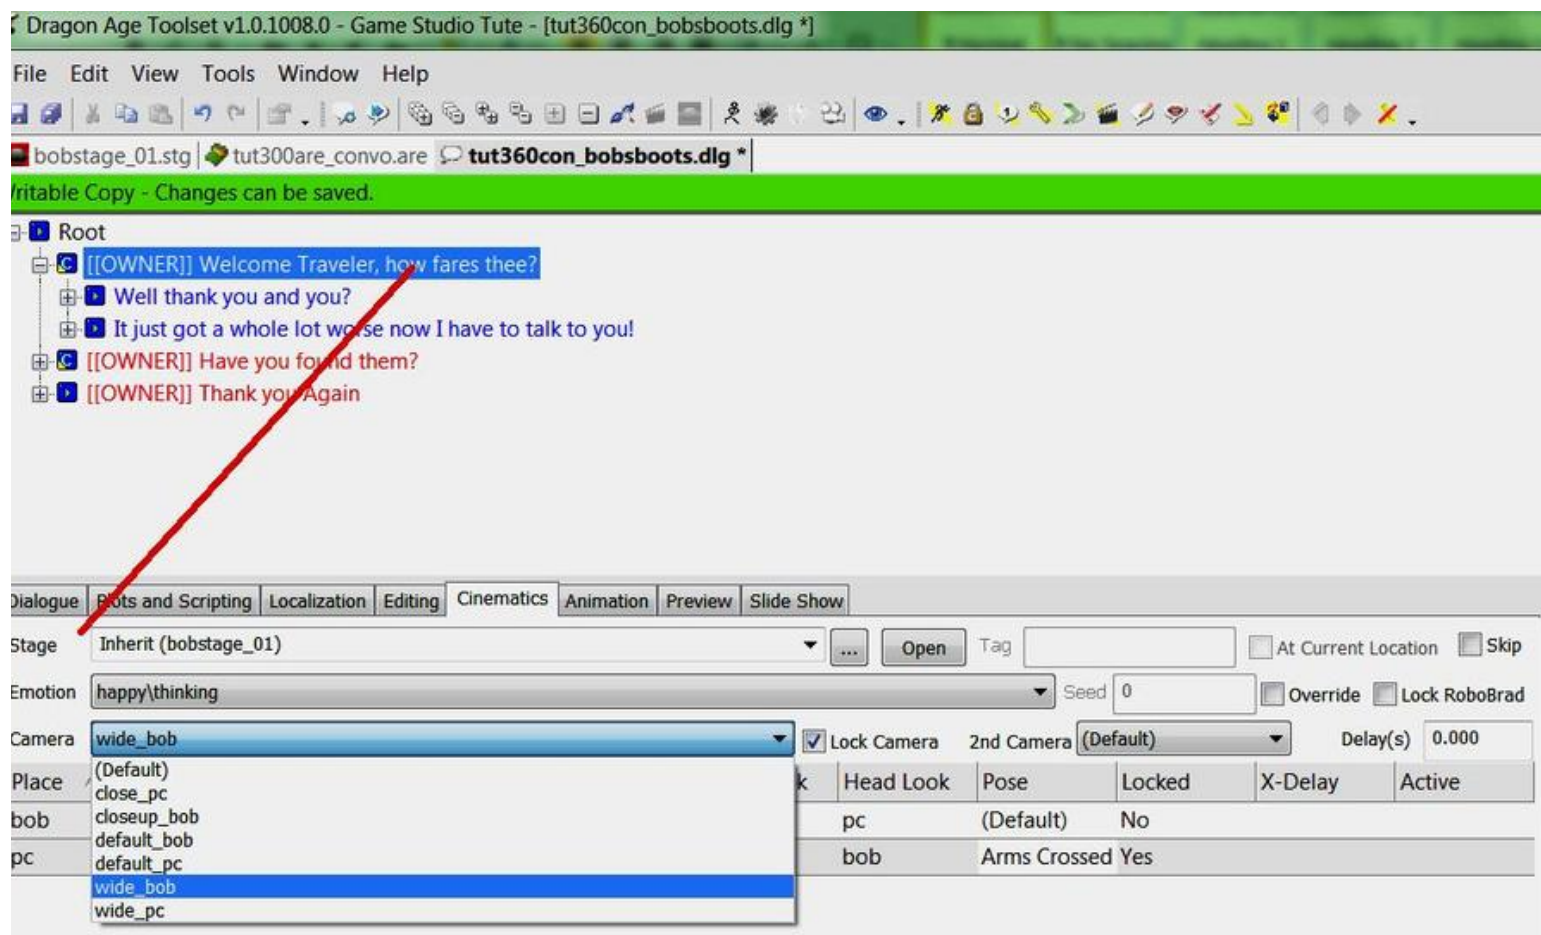 Dragon Age Toolset v1.0.1008.0 - Game Studio Tute - [tut360con_bobsboots.dlg *]
File Edit View Tools Window Help
bobstage_01.stg tut300are_convo.are tut360con_bobsboots.dlg *
Writable Copy - Changes can be saved.
Root
[[OWNER]] Welcome Traveler, how fares thee?
Well thank you and you?
It just got a whole lot worse now I have to talk to you!
[[OWNER]] Have you found them?
[[OWNER]] Thank you Again
Dialogue Plots and Scripting Localization Editing Cinematics Animation Preview Slide Show
Stage Inherit (bobstage_01) ... Open Tag At Current Location Skip
Emotion happy\thinking Seed 0 Override Lock RoboBrad
Camera wide_bob Lock Camera 2nd Camera (Default) Delay(s) 0.000
Place k Head Look Pose Locked X-Delay Active
bob pc (Default) No
pc bob Arms Crossed Yes
(Default)
close_pc
closeup_bob
default_bob
default_pc
wide_bob
wide_pc